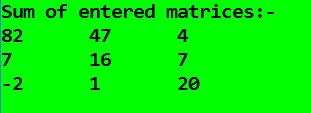 Sum of entered matrices:-
82 47 4
7 16 7
-2 1 20